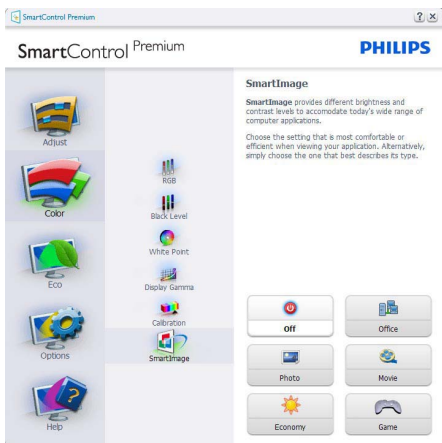 SmartControl Premium
? x
SmartControl Premium
PHILIPS
Adjust
Color
Eco
Options
Help
RGB
Black Level
White Point
Display Gamma
Calibration
SmartImage
SmartImage
SmartImage provides different brightness and
contrast levels to accomodate today's wide range of
computer applications.
Choose the setting that is most comfortable or
efficient when viewing your application. Alternatively,
simply choose the one that best describes its type.
Off
Office
Photo
Movie
Economy
Game